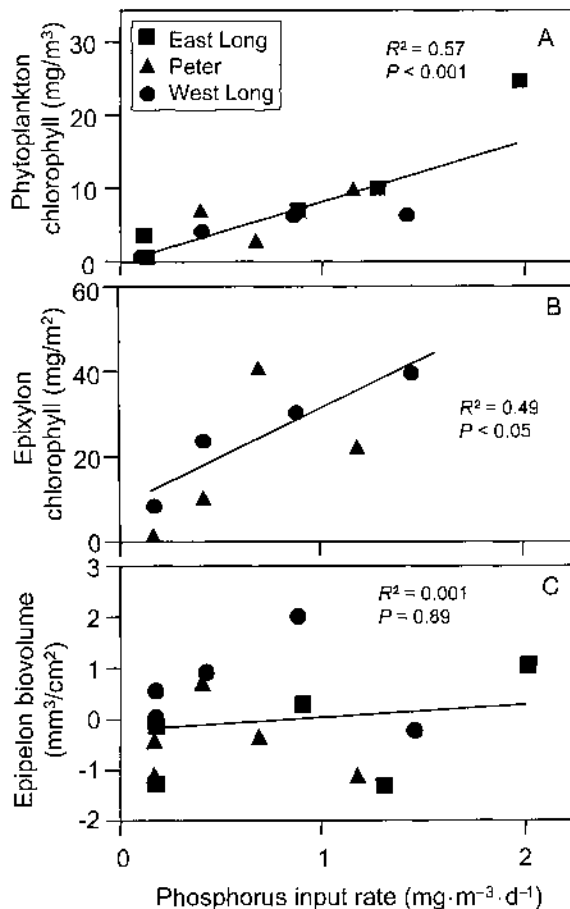 30
20
10
0
Phytoplankton
chlorophyll (mg/m³)
East Long
Peter
West Long
R² = 0.57
P < 0.001
A
60
40
20
0
Epixylon
chlorophyll (mg/m²)
B
R² = 0.49
P < 0.05
3
2
1
0
-1
-2
Epipelon biovolume
(mm³/cm²)
R² = 0.001
P = 0.89
C
0 1 2
Phosphorus input rate (mg·m⁻³·d⁻¹)